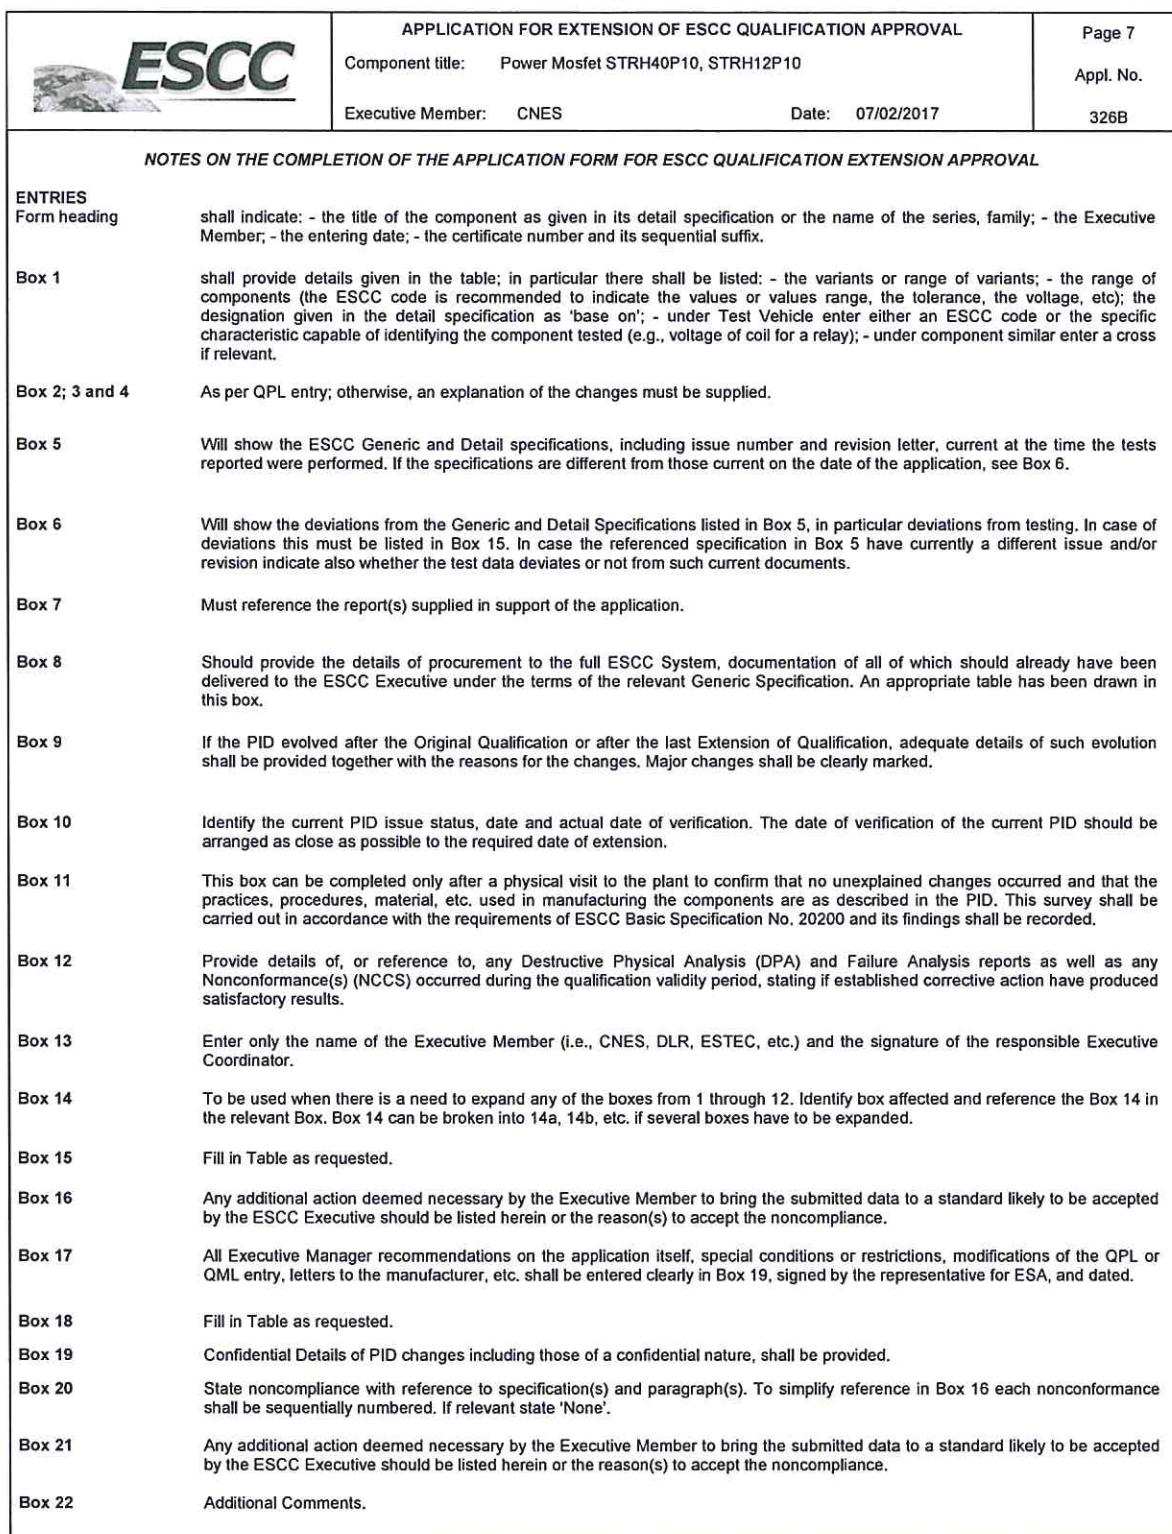 ESCC
APPLICATION FOR EXTENSION OF ESCC QUALIFICATION APPROVAL
Component title: Power Mosfet STRH40P10, STRH12P10
Executive Member: CNES Date: 07/02/2017
Page 7
Appl. No.
326B
NOTES ON THE COMPLETION OF THE APPLICATION FORM FOR ESCC QUALIFICATION EXTENSION APPROVAL
ENTRIES
Form heading shall indicate: - the title of the component as given in its detail specification or the name of the series, family; - the Executive
Member; - the entering date; - the certificate number and its sequential suffix.
Box 1 shall provide details given in the table; in particular there shall be listed: - the variants or range of variants; - the range of
components (the ESCC code is recommended to indicate the values or values range, the tolerance, the voltage, etc); the
designation given in the detail specification as 'base on'; - under Test Vehicle enter either an ESCC code or the specific
characteristic capable of identifying the component tested (e.g., voltage of coil for a relay); - under component similar enter a cross
if relevant.
Box 2; 3 and 4 As per QPL entry; otherwise, an explanation of the changes must be supplied.
Box 5 Will show the ESCC Generic and Detail specifications, including issue number and revision letter, current at the time the tests
reported were performed. If the specifications are different from those current on the date of the application, see Box 6.
Box 6 Will show the deviations from the Generic and Detail Specifications listed in Box 5, in particular deviations from testing. In case of
deviations this must be listed in Box 15. In case the referenced specification in Box 5 have currently a different issue and/or
revision indicate also whether the test data deviates or not from such current documents.
Box 7 Must reference the report(s) supplied in support of the application.
Box 8 Should provide the details of procurement to the full ESCC System, documentation of all of which should already have been
delivered to the ESCC Executive under the terms of the relevant Generic Specification. An appropriate table has been drawn in
this box.
Box 9 If the PID evolved after the Original Qualification or after the last Extension of Qualification, adequate details of such evolution
shall be provided together with the reasons for the changes. Major changes shall be clearly marked.
Box 10 Identify the current PID issue status, date and actual date of verification. The date of verification of the current PID should be
arranged as close as possible to the required date of extension.
Box 11 This box can be completed only after a physical visit to the plant to confirm that no unexplained changes occurred and that the
practices, procedures, material, etc. used in manufacturing the components are as described in the PID. This survey shall be
carried out in accordance with the requirements of ESCC Basic Specification No. 20200 and its findings shall be recorded.
Box 12 Provide details of, or reference to, any Destructive Physical Analysis (DPA) and Failure Analysis reports as well as any
Nonconformance(s) (NCCS) occurred during the qualification validity period, stating if established corrective action have produced
satisfactory results.
Box 13 Enter only the name of the Executive Member (i.e., CNES, DLR, ESTEC, etc.) and the signature of the responsible Executive
Coordinator.
Box 14 To be used when there is a need to expand any of the boxes from 1 through 12. Identify box affected and reference the Box 14 in
the relevant Box. Box 14 can be broken into 14a, 14b, etc. if several boxes have to be expanded.
Box 15 Fill in Table as requested.
Box 16 Any additional action deemed necessary by the Executive Member to bring the submitted data to a standard likely to be accepted
by the ESCC Executive should be listed herein or the reason(s) to accept the noncompliance.
Box 17 All Executive Manager recommendations on the application itself, special conditions or restrictions, modifications of the QPL or
QML entry, letters to the manufacturer, etc. shall be entered clearly in Box 19, signed by the representative for ESA, and dated.
Box 18 Fill in Table as requested.
Box 19 Confidential Details of PID changes including those of a confidential nature, shall be provided.
Box 20 State noncompliance with reference to specification(s) and paragraph(s). To simplify reference in Box 16 each nonconformance
shall be sequentially numbered. If relevant state 'None'.
Box 21 Any additional action deemed necessary by the Executive Member to bring the submitted data to a standard likely to be accepted
by the ESCC Executive should be listed herein or the reason(s) to accept the noncompliance.
Box 22 Additional Comments.